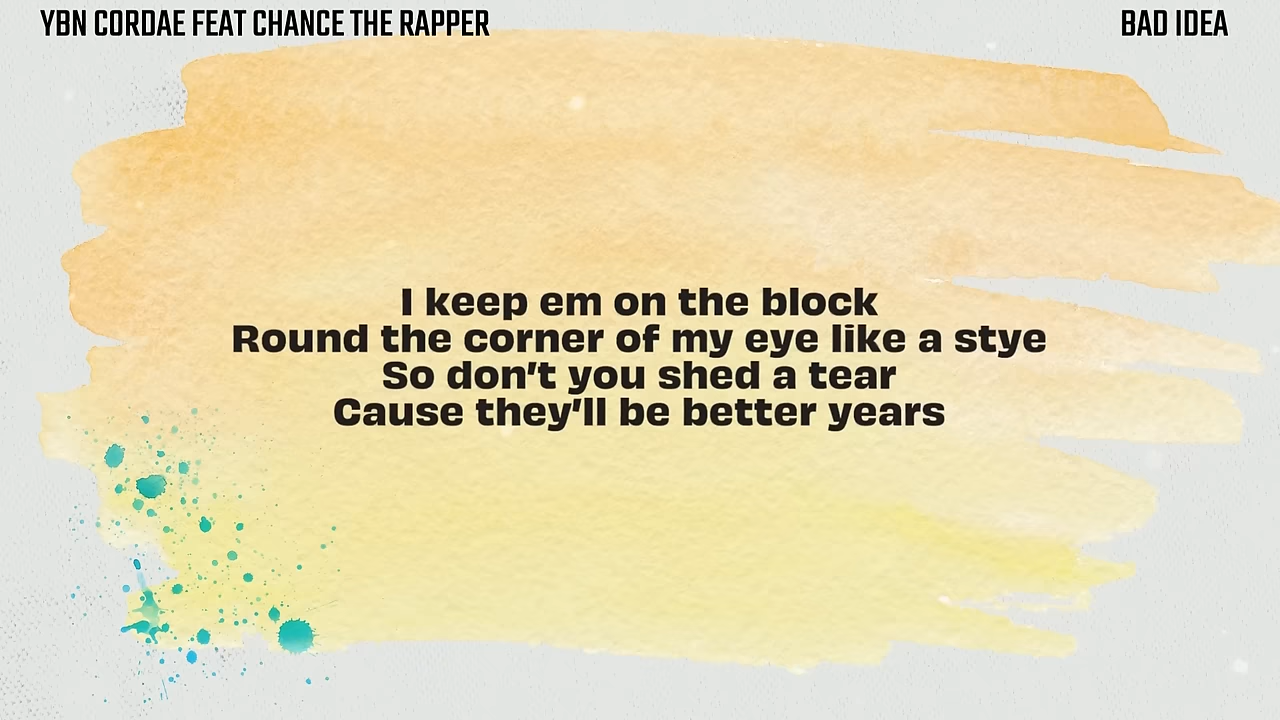 YBN CORDAE FEAT CHANCE THE RAPPER
BAD IDEA
I keep em on the block
Round the corner of my eye like a stye
So don't you shed a tear
Cause they'll be better years